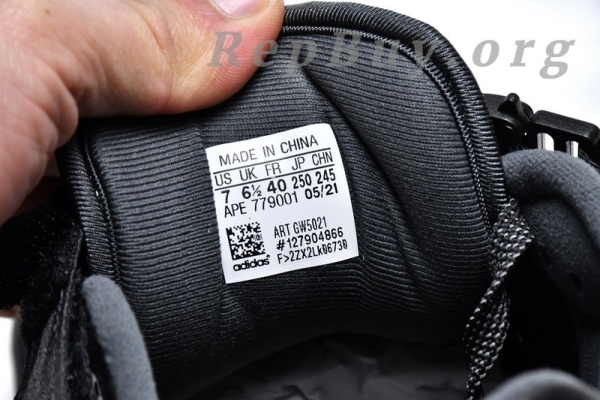 RepBuy.org
MADE IN CHINA
US UK FR JP CHN
7 6½ 40 250 245
APE 779001 05/21
ART GW5021
#127904866
adidas F>2ZX2Lk06730